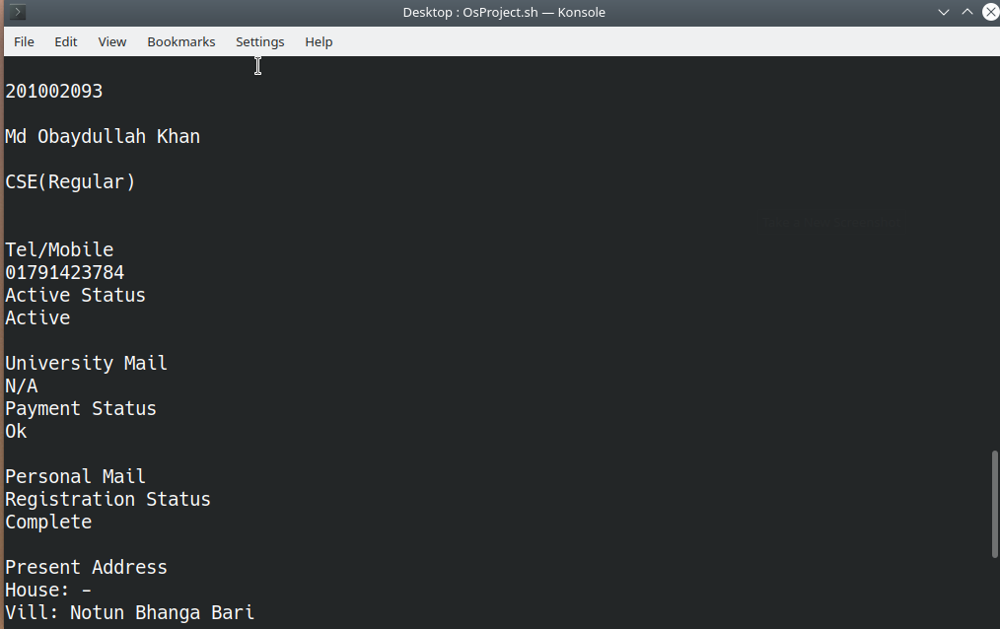 Desktop : OsProject.sh — Konsole
File Edit View Bookmarks Settings Help
201002093
Md Obaydullah Khan
CSE(Regular)
Tel/Mobile
01791423784
Active Status
Active
University Mail
N/A
Payment Status
Ok
Personal Mail
Registration Status
Complete
Present Address
House: -
Vill: Notun Bhanga Bari